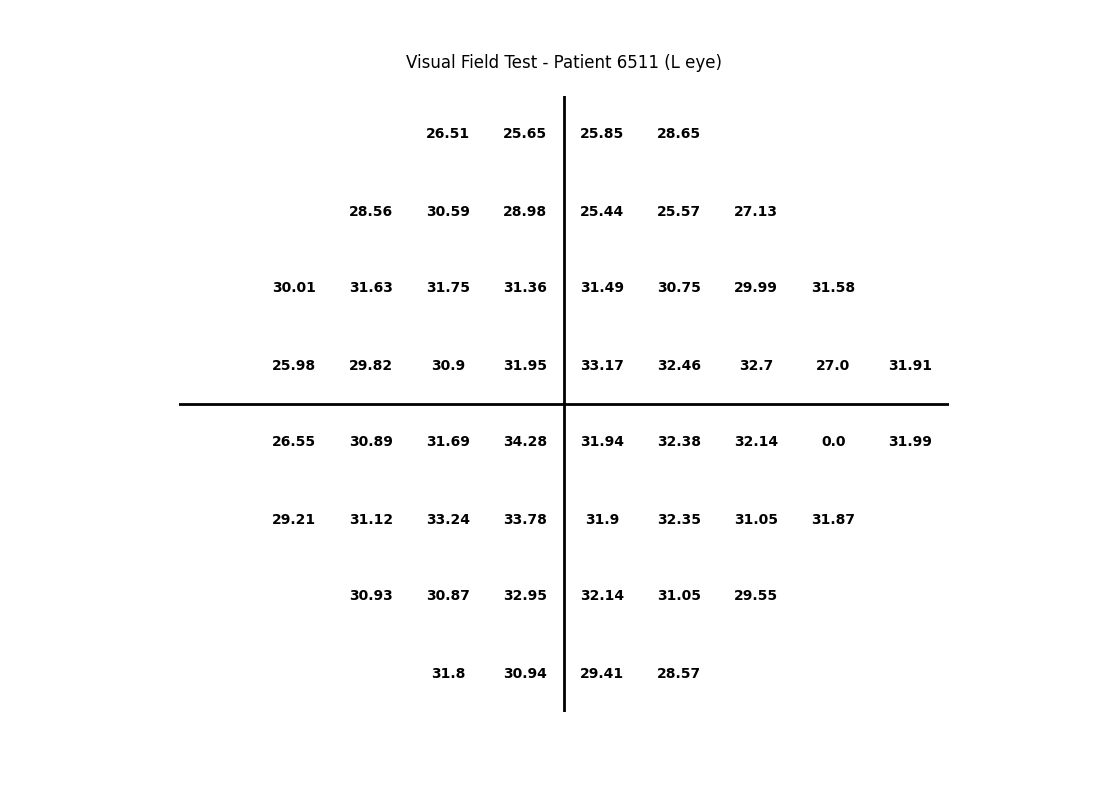 Visual Field Test - Patient 6511 (L eye)
26.51 25.65 25.85 28.65
28.56 30.59 28.98 25.44 25.57 27.13
30.01 31.63 31.75 31.36 31.49 30.75 29.99 31.58
25.98 29.82 30.9 31.95 33.17 32.46 32.7 27.0 31.91
26.55 30.89 31.69 34.28 31.94 32.38 32.14 0.0 31.99
29.21 31.12 33.24 33.78 31.9 32.35 31.05 31.87
30.93 30.87 32.95 32.14 31.05 29.55
31.8 30.94 29.41 28.57